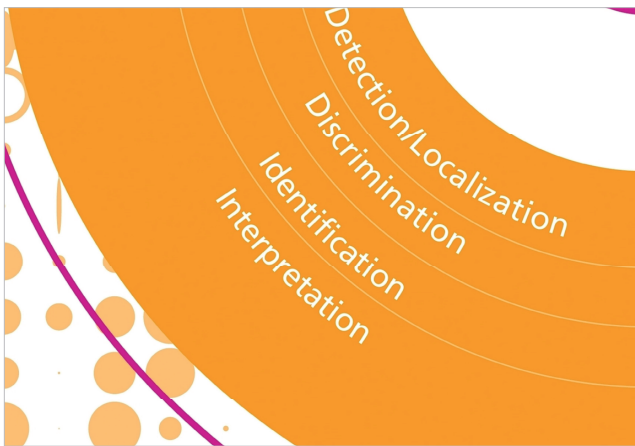 Detection/Localization
Discrimination
Identification
Interpretation